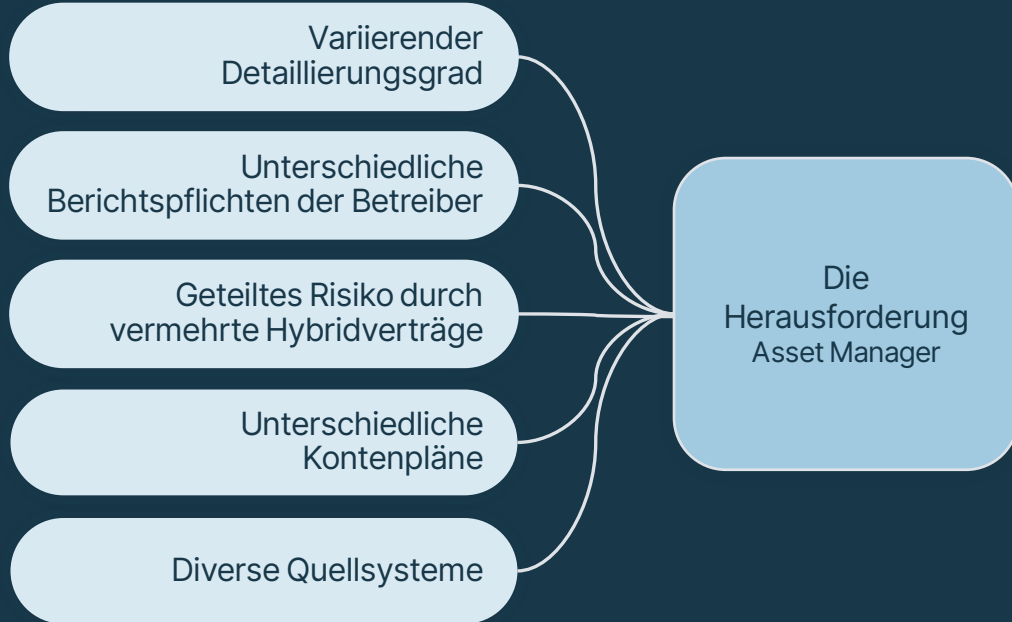 Variierender
Detaillierungsgrad
Unterschiedliche
Berichtspflichten der Betreiber
Geteiltes Risiko durch
vermehrte Hybridverträge
Unterschiedliche
Kontenpläne
Diverse Quellsysteme
Die
Herausforderung
Asset Manager